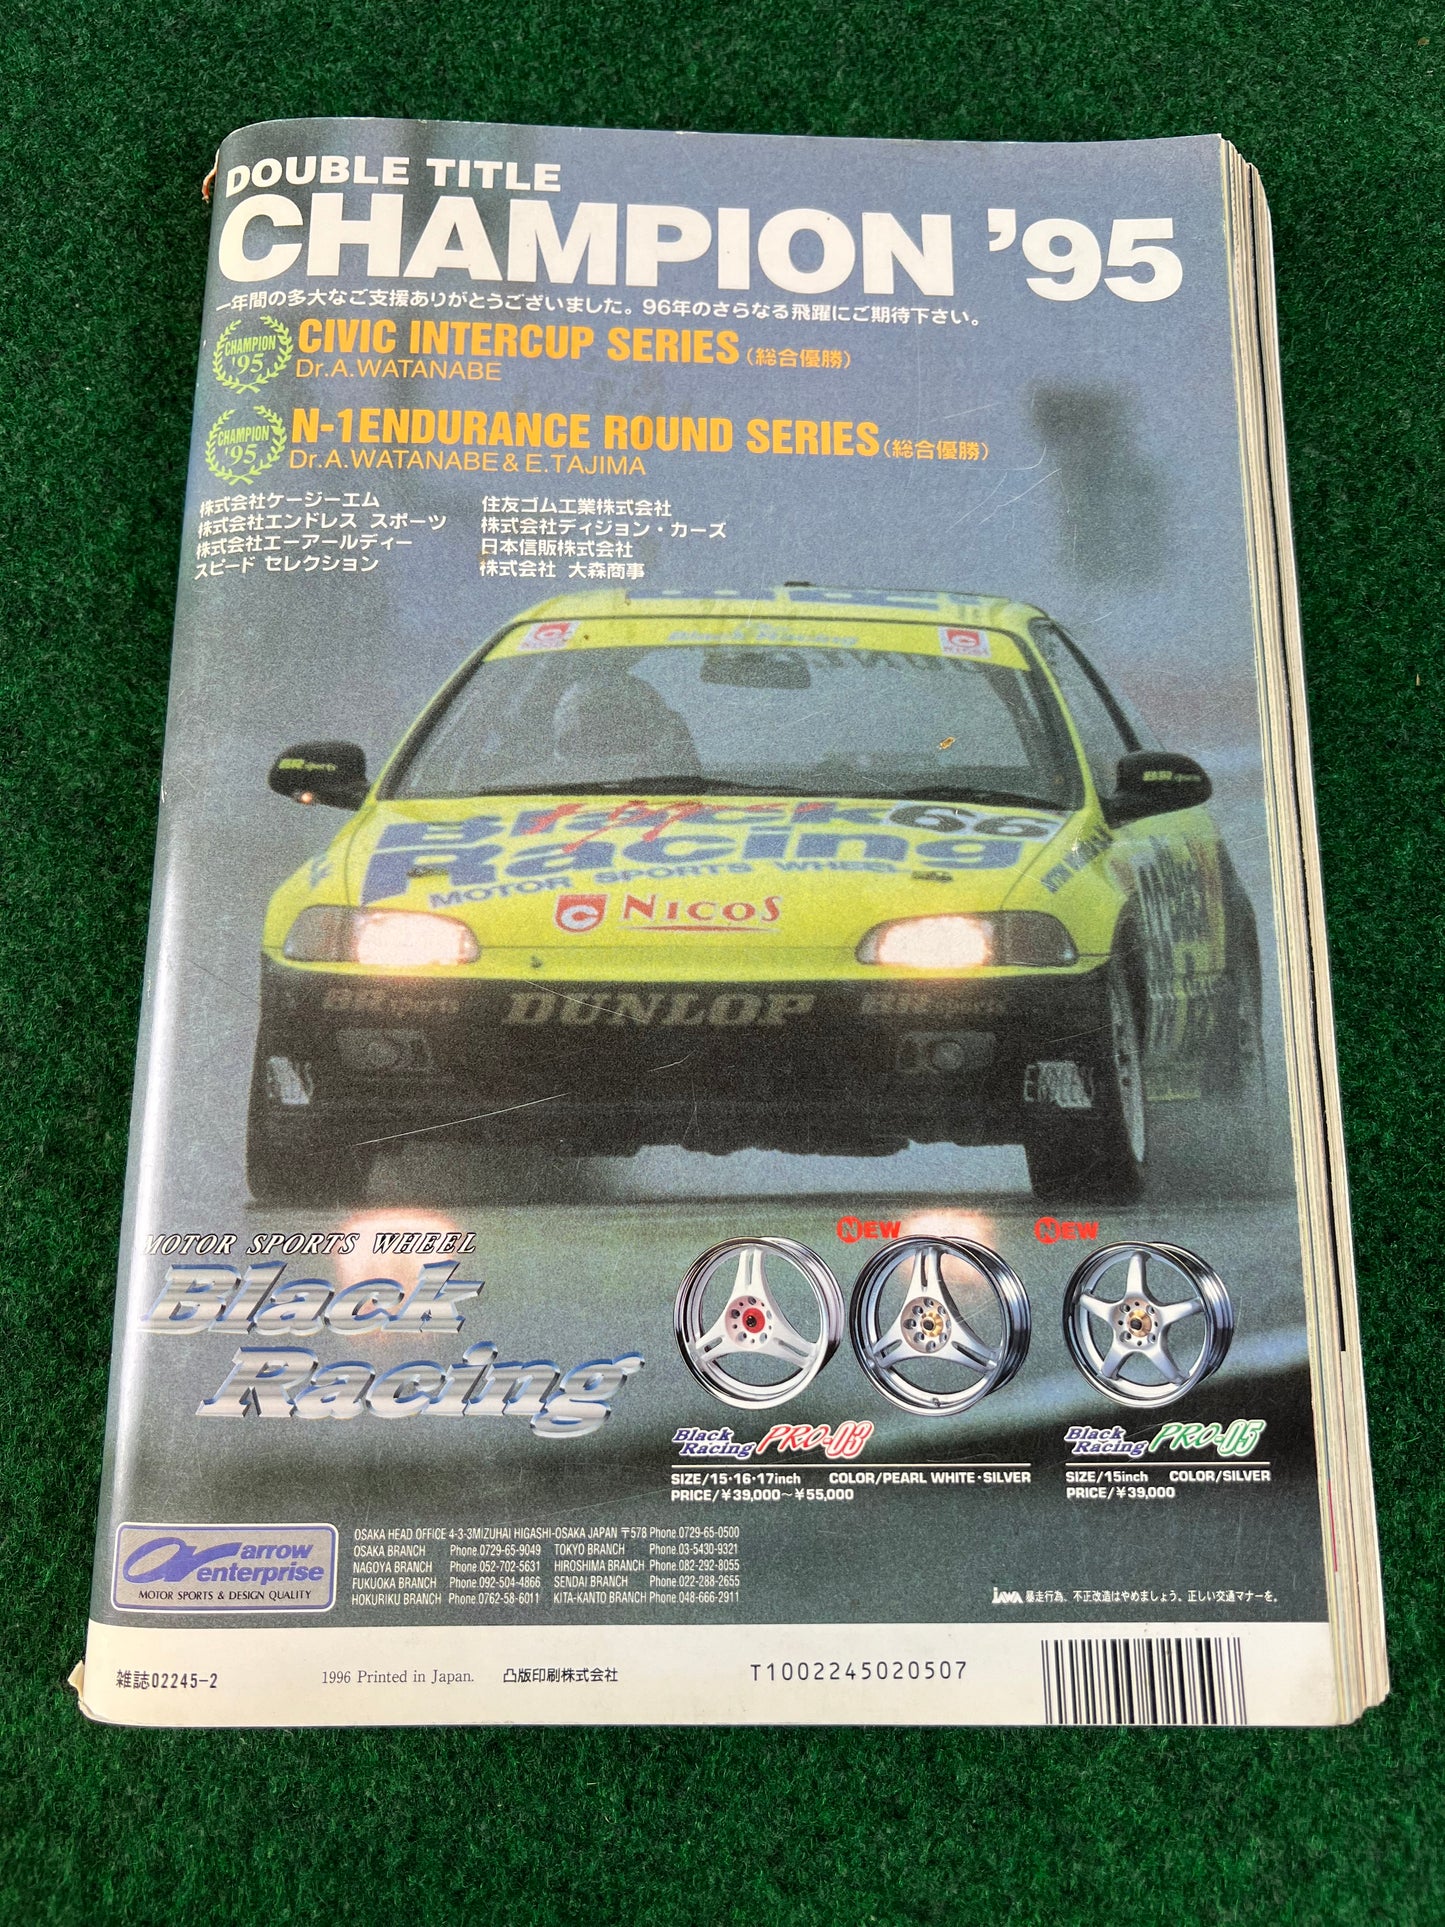 DOUBLE TITLE
CHAMPION '95
一年間の多大なご支援ありがとうございました。96年のさらなる飛躍にご期待下さい。
CHAMPION '95
CIVIC INTERCUP SERIES(総合優勝)
Dr.A.WATANABE
CHAMPION '95
N-1ENDURANCE ROUND SERIES(総合優勝)
Dr.A.WATANABE & E.TAJIMA
株式会社ケージーエム 住友ゴム工業株式会社
株式会社エンドレス スポーツ 株式会社ディジョン・カーズ
株式会社エーアールディー 日本信販株式会社
スピード セレクション 株式会社 大森商事
Black Racing
DUNLOP
BR sports
BR sports
Black 66
Racing
MOTOR SPORTS WHEEL
NICOS
BR sports DUNLOP BR sports
MOTOR SPORTS WHEEL
Black
Racing
NEW
NEW
Black Racing PRO-03
SIZE/15・16・17inch COLOR/PEARL WHITE・SILVER
PRICE/¥39,000~¥55,000
Black Racing PRO-05
SIZE/15inch COLOR/SILVER
PRICE/¥39,000
arrow
enterprise
MOTOR SPORTS & DESIGN QUALITY
OSAKA HEAD OFFICE 4-3-3MIZUHAI HIGASHI-OSAKA JAPAN 〒578 Phone.0729-65-0500
OSAKA BRANCH Phone.0729-65-9049 TOKYO BRANCH Phone.03-5430-9321
NAGOYA BRANCH Phone.052-702-5631 HIROSHIMA BRANCH Phone.082-292-8055
FUKUOKA BRANCH Phone.092-504-4866 SENDAI BRANCH Phone.022-288-2655
HOKURIKU BRANCH Phone.0762-58-6011 KITA-KANTO BRANCH Phone.048-666-2911
JAWA 暴走行為、不正改造はやめましょう。正しい交通マナーを。
雑誌02245-2 1996 Printed in Japan. 凸版印刷株式会社 T1002245020507